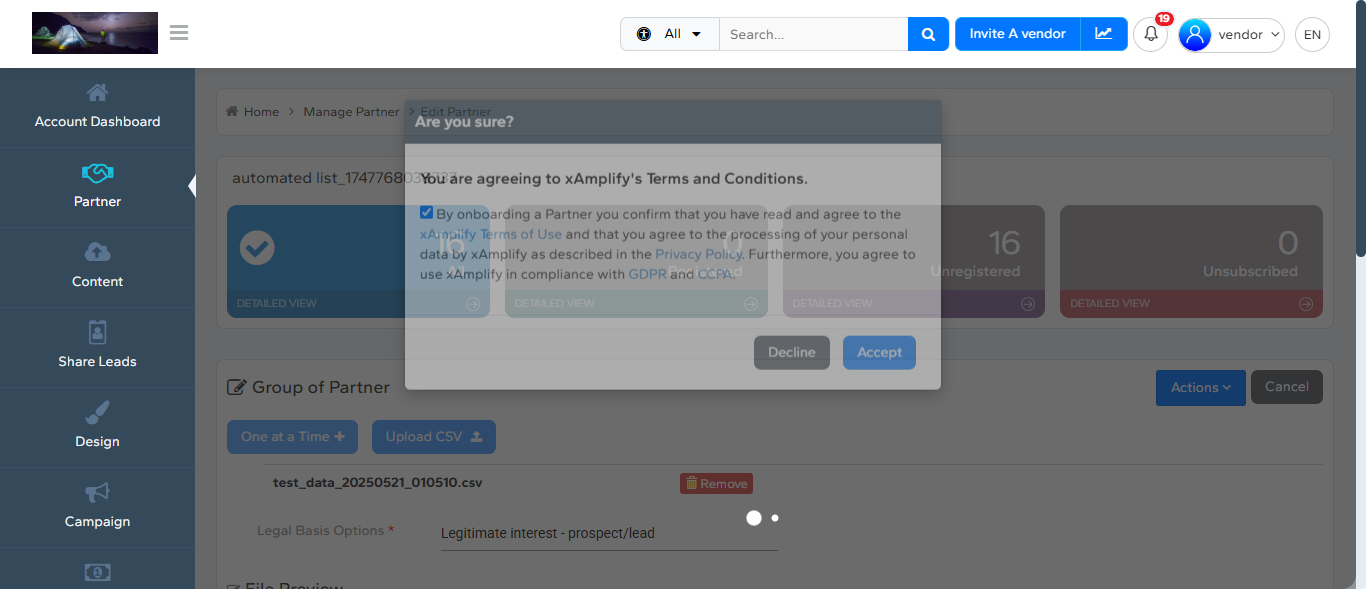 All
Search...
Invite A vendor
19
vendor
EN
Account Dashboard
Partner
Content
Share Leads
Design
Campaign
Home
Manage Partner
Edit Partner
Are you sure?
automated list_17477680
You are agreeing to xAmplify's Terms and Conditions.
By onboarding a Partner you confirm that you have read and agree to the
xAmplify Terms of Use and that you agree to the processing of your personal
data by xAmplify as described in the Privacy Policy. Furthermore, you agree to
use xAmplify in compliance with GDPR and CCPA.
16
0
16
Unregistered
0
Unsubscribed
DETAILED VIEW
DETAILED VIEW
DETAILED VIEW
DETAILED VIEW
Decline
Accept
Group of Partner
Actions
Cancel
One at a Time +
Upload CSV
test_data_20250521_010510.csv
Remove
Legal Basis Options *
Legitimate interest - prospect/lead
File Preview